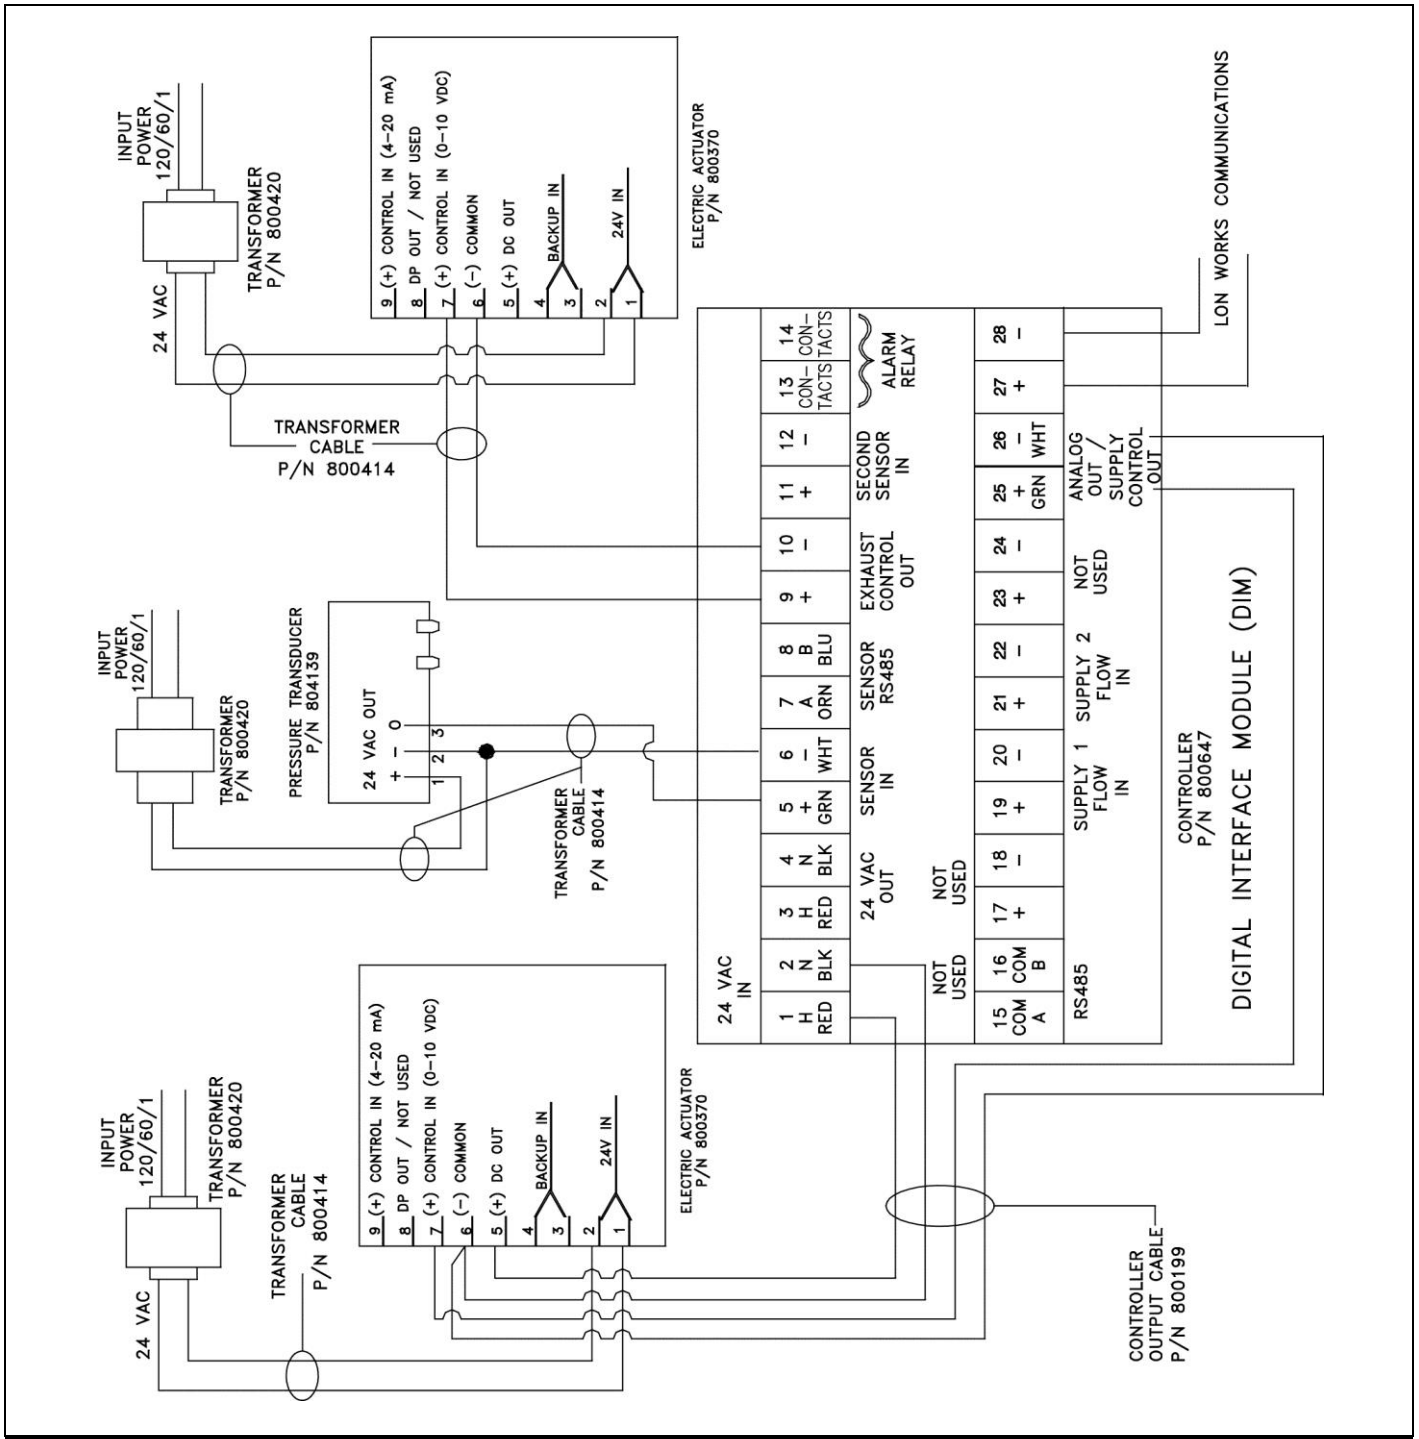 INPUT
POWER
120/60/1
TRANSFORMER
P/N 800420
24 VAC
TRANSFORMER
CABLE
P/N 800414
9 (+) CONTROL IN (4-20 mA)
8 DP OUT / NOT USED
7 (+) CONTROL IN (0-10 VDC)
6 (-) COMMON
5 (+) DC OUT
4
BACKUP IN
3
2
24V IN
1
ELECTRIC ACTUATOR
P/N 800370
INPUT
POWER
120/60/1
TRANSFORMER
P/N 800420
PRESSURE TRANSDUCER
P/N 804139
24 VAC OUT
+ - O
1 2 3
TRANSFORMER
CABLE
P/N 800414
INPUT
POWER
120/60/1
TRANSFORMER
P/N 800420
24 VAC
TRANSFORMER
CABLE
P/N 800414
9 (+) CONTROL IN (4-20 mA)
8 DP OUT / NOT USED
7 (+) CONTROL IN (0-10 VDC)
6 (-) COMMON
5 (+) DC OUT
4
BACKUP IN
3
2
24V IN
1
ELECTRIC ACTUATOR
P/N 800370
24 VAC
IN
1
H
RED
2
N
BLK
3
H
RED
4
N
BLK
5
+
GRN
6
-
WHT
7
A
ORN
8
B
BLU
9
+
10
-
11
+
12
-
13
CON-
TACTS
14
CON-
TACTS
24 VAC
OUT
SENSOR
IN
SENSOR
RS485
EXHAUST
CONTROL
OUT
SECOND
SENSOR
IN
ALARM
RELAY
NOT
USED
NOT
USED
15
COM
A
16
COM
B
17
+
18
-
19
+
20
-
21
+
22
-
23
+
24
-
25
+
GRN
26
-
WHT
27
+
28
-
RS485
SUPPLY 1
FLOW
IN
SUPPLY 2
FLOW
IN
NOT
USED
ANALOG
OUT /
SUPPLY
CONTROL
OUT
CONTROLLER
P/N 800647
DIGITAL INTERFACE MODULE (DIM)
LON WORKS COMMUNICATIONS
CONTROLLER
OUTPUT CABLE
P/N 800199